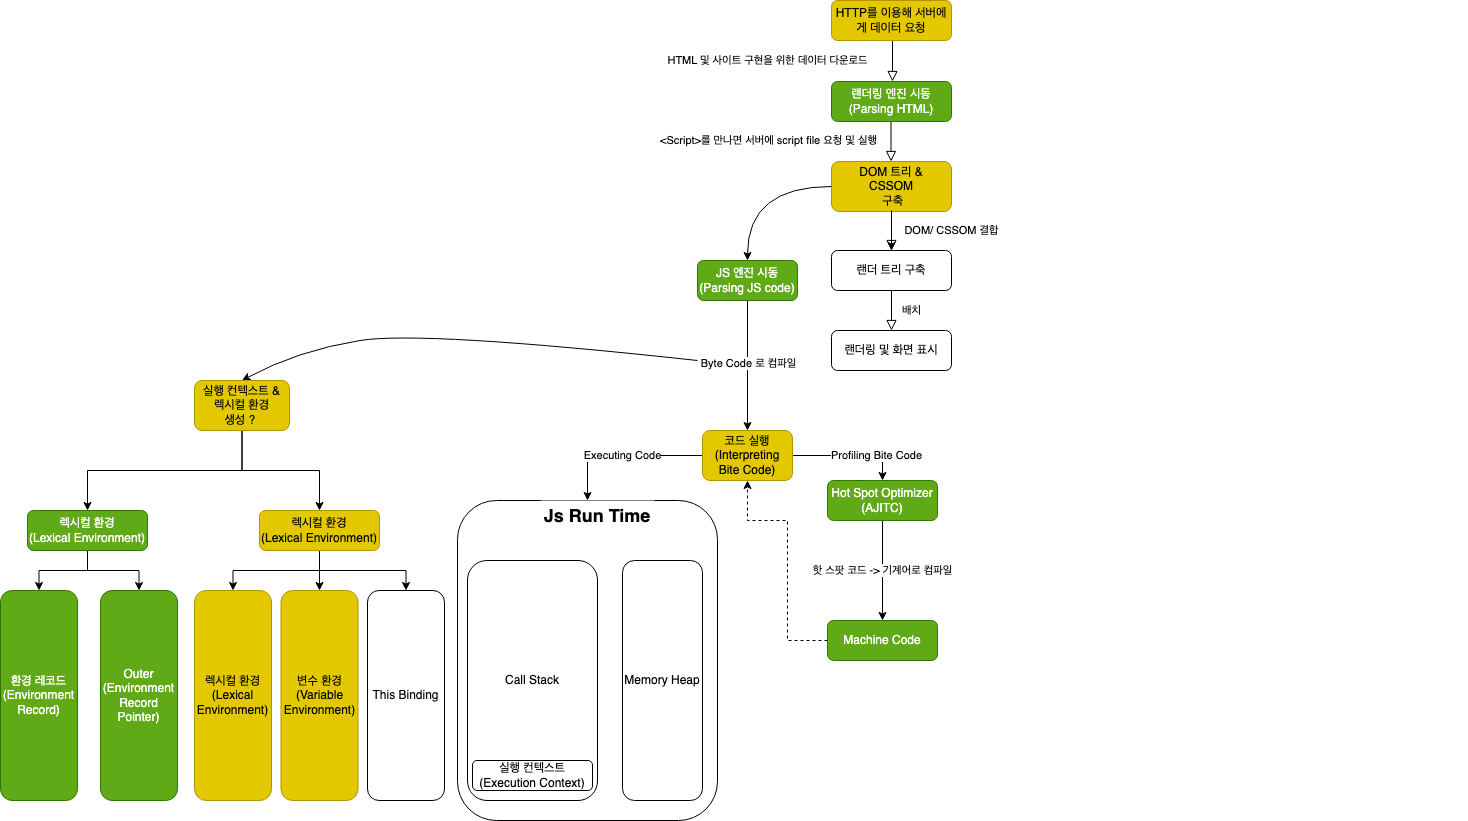 HTTP를 이용해 서버에
게 데이터 요청
HTML 및 사이트 구현을 위한 데이터 다운로드
랜더링 엔진 시동
(Parsing HTML)
<Script>를 만나면 서버에 script file 요청 및 실행
DOM 트리 &
CSSOM
구축
DOM/ CSSOM 결합
JS 엔진 시동
(Parsing JS code)
랜더 트리 구축
배치
랜더링 및 화면 표시
Byte Code 로 컴파일
실행 컨텍스트 &
렉시컬 환경
생성 ?
코드 실행
(Interpreting
Bite Code)
Executing Code
Profiling Bite Code
Hot Spot Optimizer
(AJITC)
핫 스팟 코드 -> 기계어로 컴파일
Machine Code
렉시컬 환경
(Lexical Environment)
렉시컬 환경
(Lexical Environment)
환경 레코드
(Environment
Record)
Outer
(Environment
Record
Pointer)
렉시컬 환경
(Lexical
Environment)
변수 환경
(Variable
Environment)
This Binding
Js Run Time
Call Stack
Memory Heap
실행 컨텍스트
(Execution Context)